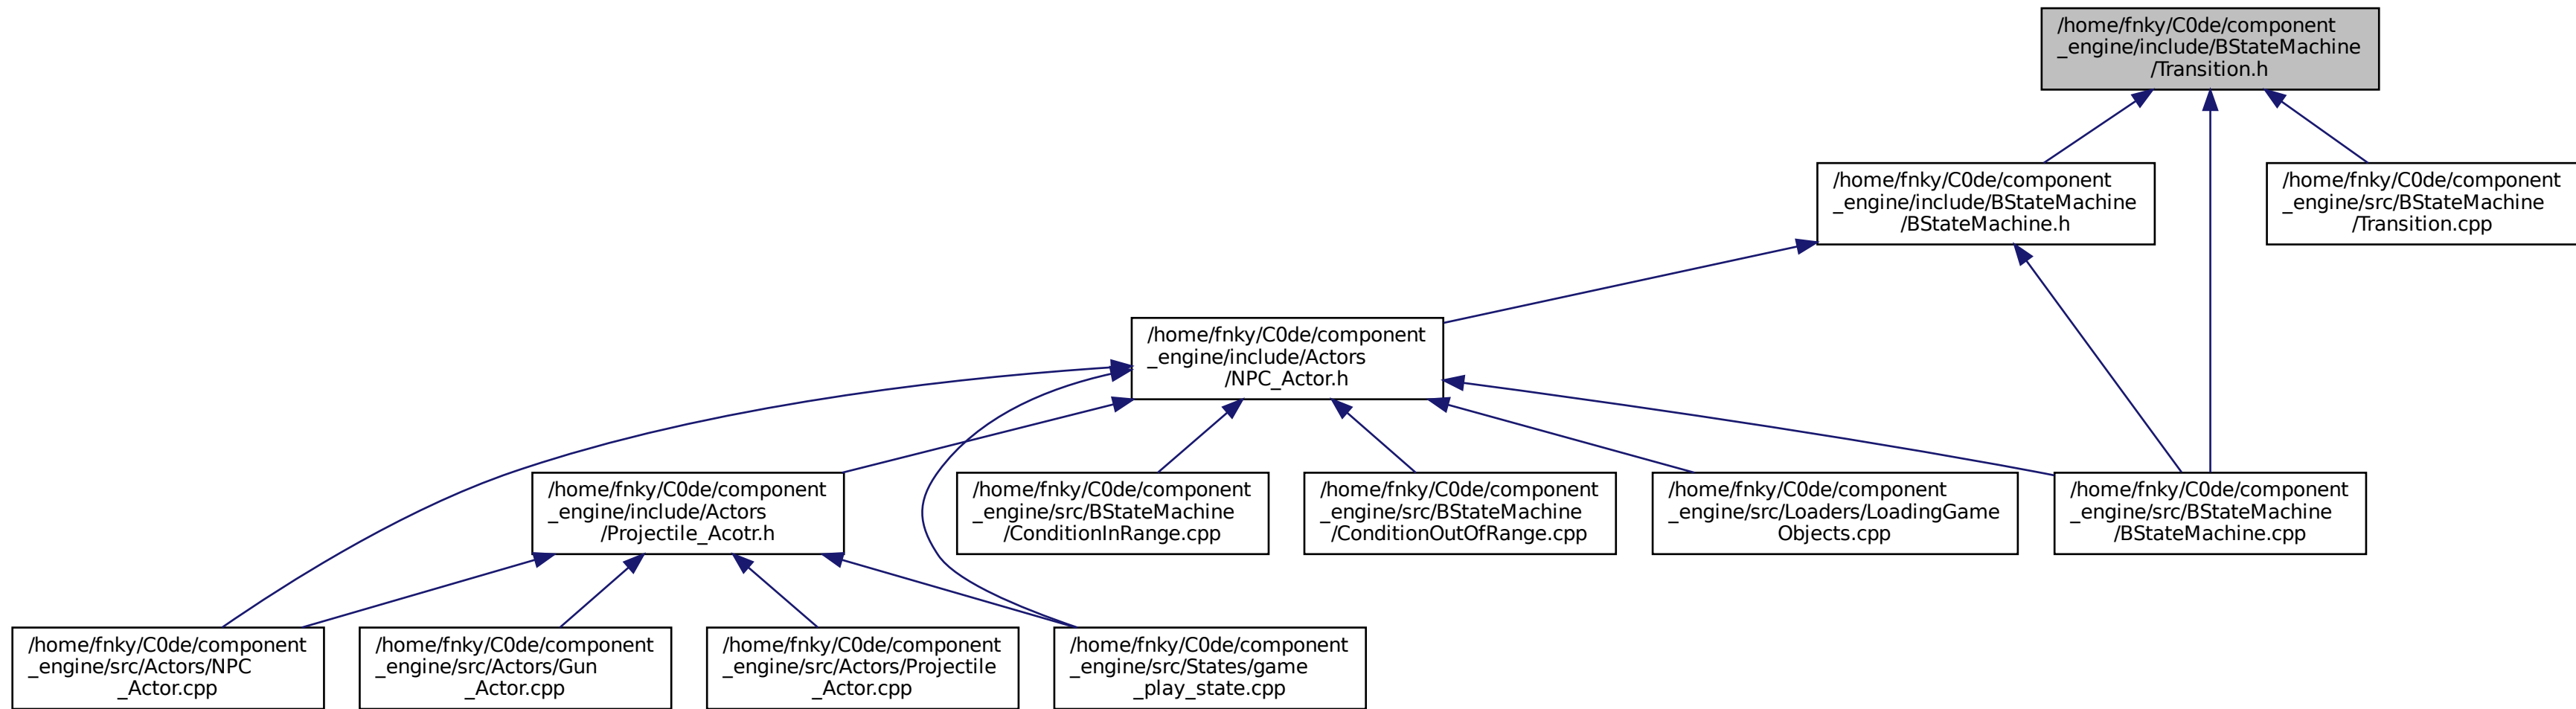 /home/fnky/C0de/component
_engine/include/BStateMachine
/Transition.h
/home/fnky/C0de/component
_engine/include/BStateMachine
/BStateMachine.h
/home/fnky/C0de/component
_engine/src/BStateMachine
/Transition.cpp
/home/fnky/C0de/component
_engine/include/Actors
/NPC_Actor.h
/home/fnky/C0de/component
_engine/include/Actors
/Projectile_Acotr.h
/home/fnky/C0de/component
_engine/src/BStateMachine
/ConditionInRange.cpp
/home/fnky/C0de/component
_engine/src/BStateMachine
/ConditionOutOfRange.cpp
/home/fnky/C0de/component
_engine/src/Loaders/LoadingGame
Objects.cpp
/home/fnky/C0de/component
_engine/src/BStateMachine
/BStateMachine.cpp
/home/fnky/C0de/component
_engine/src/Actors/NPC
_Actor.cpp
/home/fnky/C0de/component
_engine/src/Actors/Gun
_Actor.cpp
/home/fnky/C0de/component
_engine/src/Actors/Projectile
_Actor.cpp
/home/fnky/C0de/component
_engine/src/States/game
_play_state.cpp